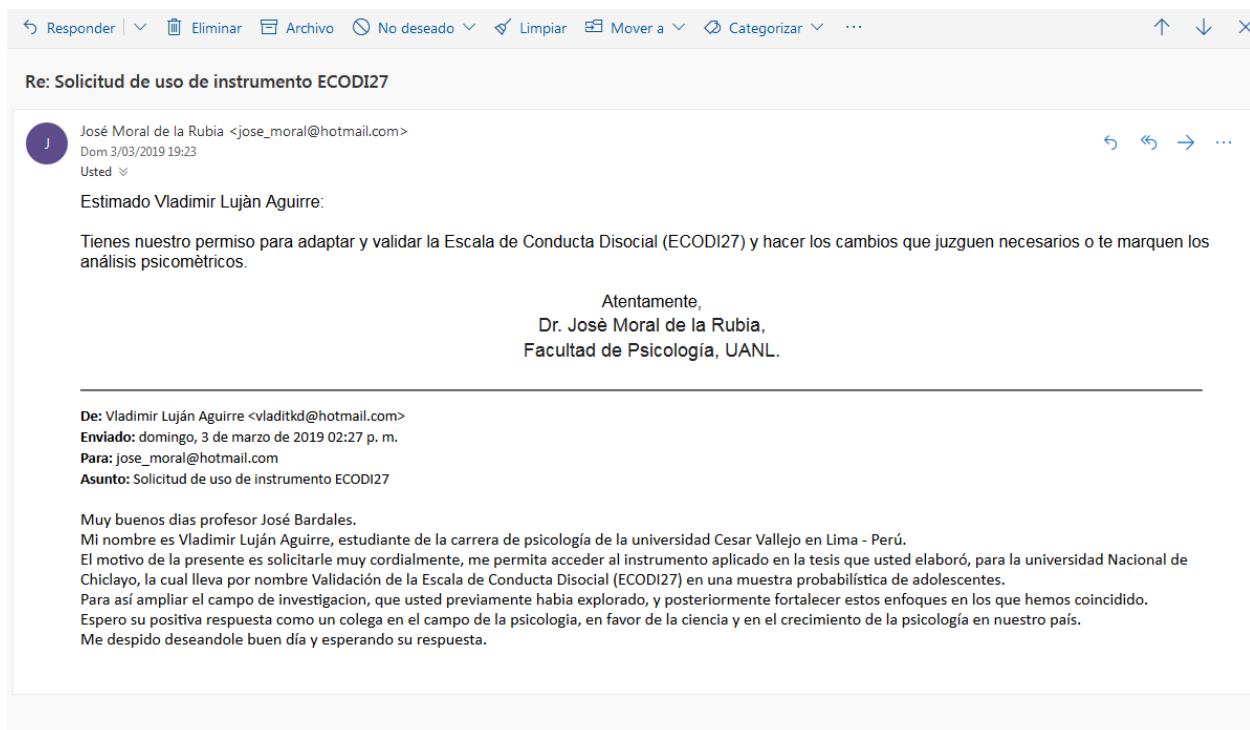 Responder Eliminar Archivo No deseado Limpiar Mover a Categorizar ...
Re: Solicitud de uso de instrumento ECODI27
J
José Moral de la Rubia <jose_moral@hotmail.com>
Dom 3/03/2019 19:23
Usted
Estimado Vladimir Lujàn Aguirre:
Tienes nuestro permiso para adaptar y validar la Escala de Conducta Disocial (ECODI27) y hacer los cambios que juzguen necesarios o te marquen los
análisis psicomètricos.
Atentamente,
Dr. Josè Moral de la Rubia,
Facultad de Psicología, UANL.
De: Vladimir Luján Aguirre <vladitkd@hotmail.com>
Enviado: domingo, 3 de marzo de 2019 02:27 p. m.
Para: jose_moral@hotmail.com
Asunto: Solicitud de uso de instrumento ECODI27
Muy buenos dias profesor José Bardales.
Mi nombre es Vladimir Luján Aguirre, estudiante de la carrera de psicología de la universidad Cesar Vallejo en Lima - Perú.
El motivo de la presente es solicitarle muy cordialmente, me permita acceder al instrumento aplicado en la tesis que usted elaboró, para la universidad Nacional de
Chiclayo, la cual lleva por nombre Validación de la Escala de Conducta Disocial (ECODI27) en una muestra probabilística de adolescentes.
Para así ampliar el campo de investigacion, que usted previamente habia explorado, y posteriormente fortalecer estos enfoques en los que hemos coincidido.
Espero su positiva respuesta como un colega en el campo de la psicologia, en favor de la ciencia y en el crecimiento de la psicología en nuestro país.
Me despido deseandole buen día y esperando su respuesta.